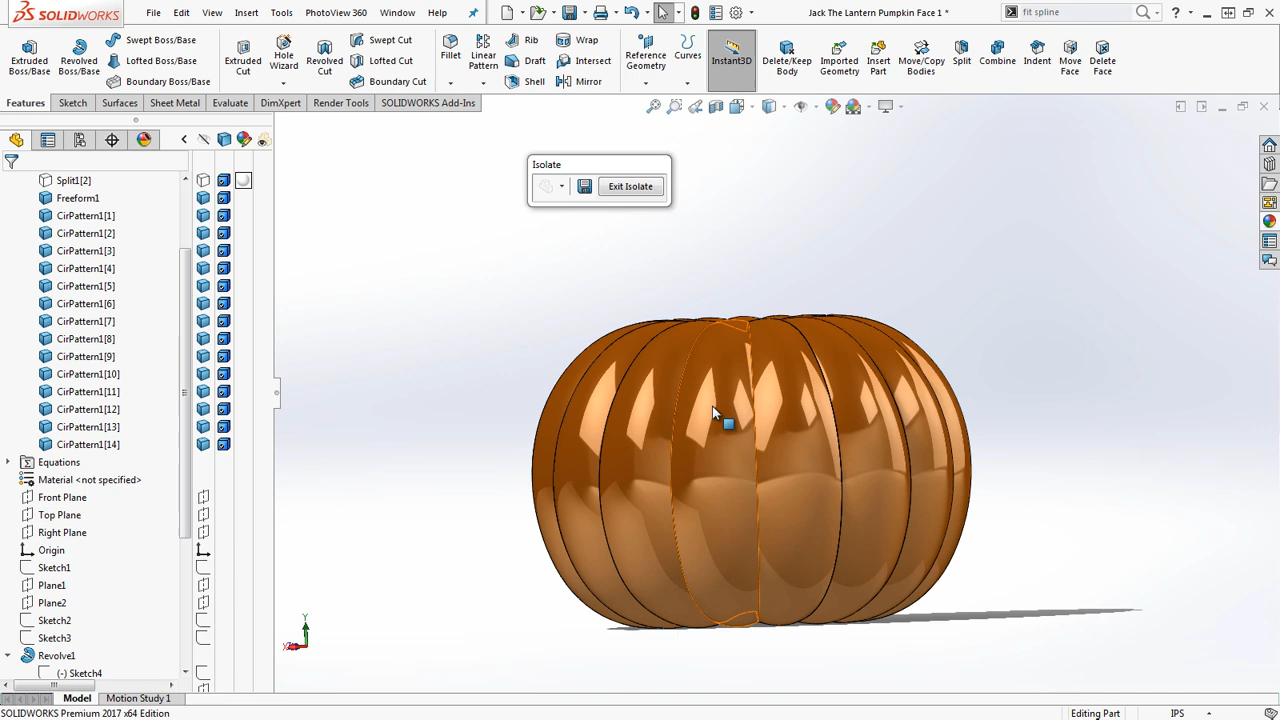 SOLIDWORKS File Edit View Insert Tools PhotoView 360 Window Help Jack The Lantern Pumpkin Face 1 * fit spline ?
Extruded Boss/Base
Revolved Boss/Base
Swept Boss/Base
Lofted Boss/Base
Boundary Boss/Base
Extruded Cut
Hole Wizard
Revolved Cut
Swept Cut
Lofted Cut
Boundary Cut
Fillet
Linear Pattern
Rib
Draft
Shell
Wrap
Intersect
Mirror
Reference Geometry
Curves
Instant3D
Delete/Keep Body
Imported Geometry
Insert Part
Move/Copy Bodies
Split
Combine
Indent
Move Face
Delete Face
Features Sketch Surfaces Sheet Metal Evaluate DimXpert Render Tools SOLIDWORKS Add-Ins
Isolate
Exit Isolate
Split1[2]
Freeform1
CirPattern1[1]
CirPattern1[2]
CirPattern1[3]
CirPattern1[4]
CirPattern1[5]
CirPattern1[6]
CirPattern1[7]
CirPattern1[8]
CirPattern1[9]
CirPattern1[10]
CirPattern1[11]
CirPattern1[12]
CirPattern1[13]
CirPattern1[14]
Equations
Material <not specified>
Front Plane
Top Plane
Right Plane
Origin
Sketch1
Plane1
Plane2
Sketch2
Sketch3
Revolve1
(-) Sketch4
Y
Model Motion Study 1
SOLIDWORKS Premium 2017 x64 Edition Editing Part IPS